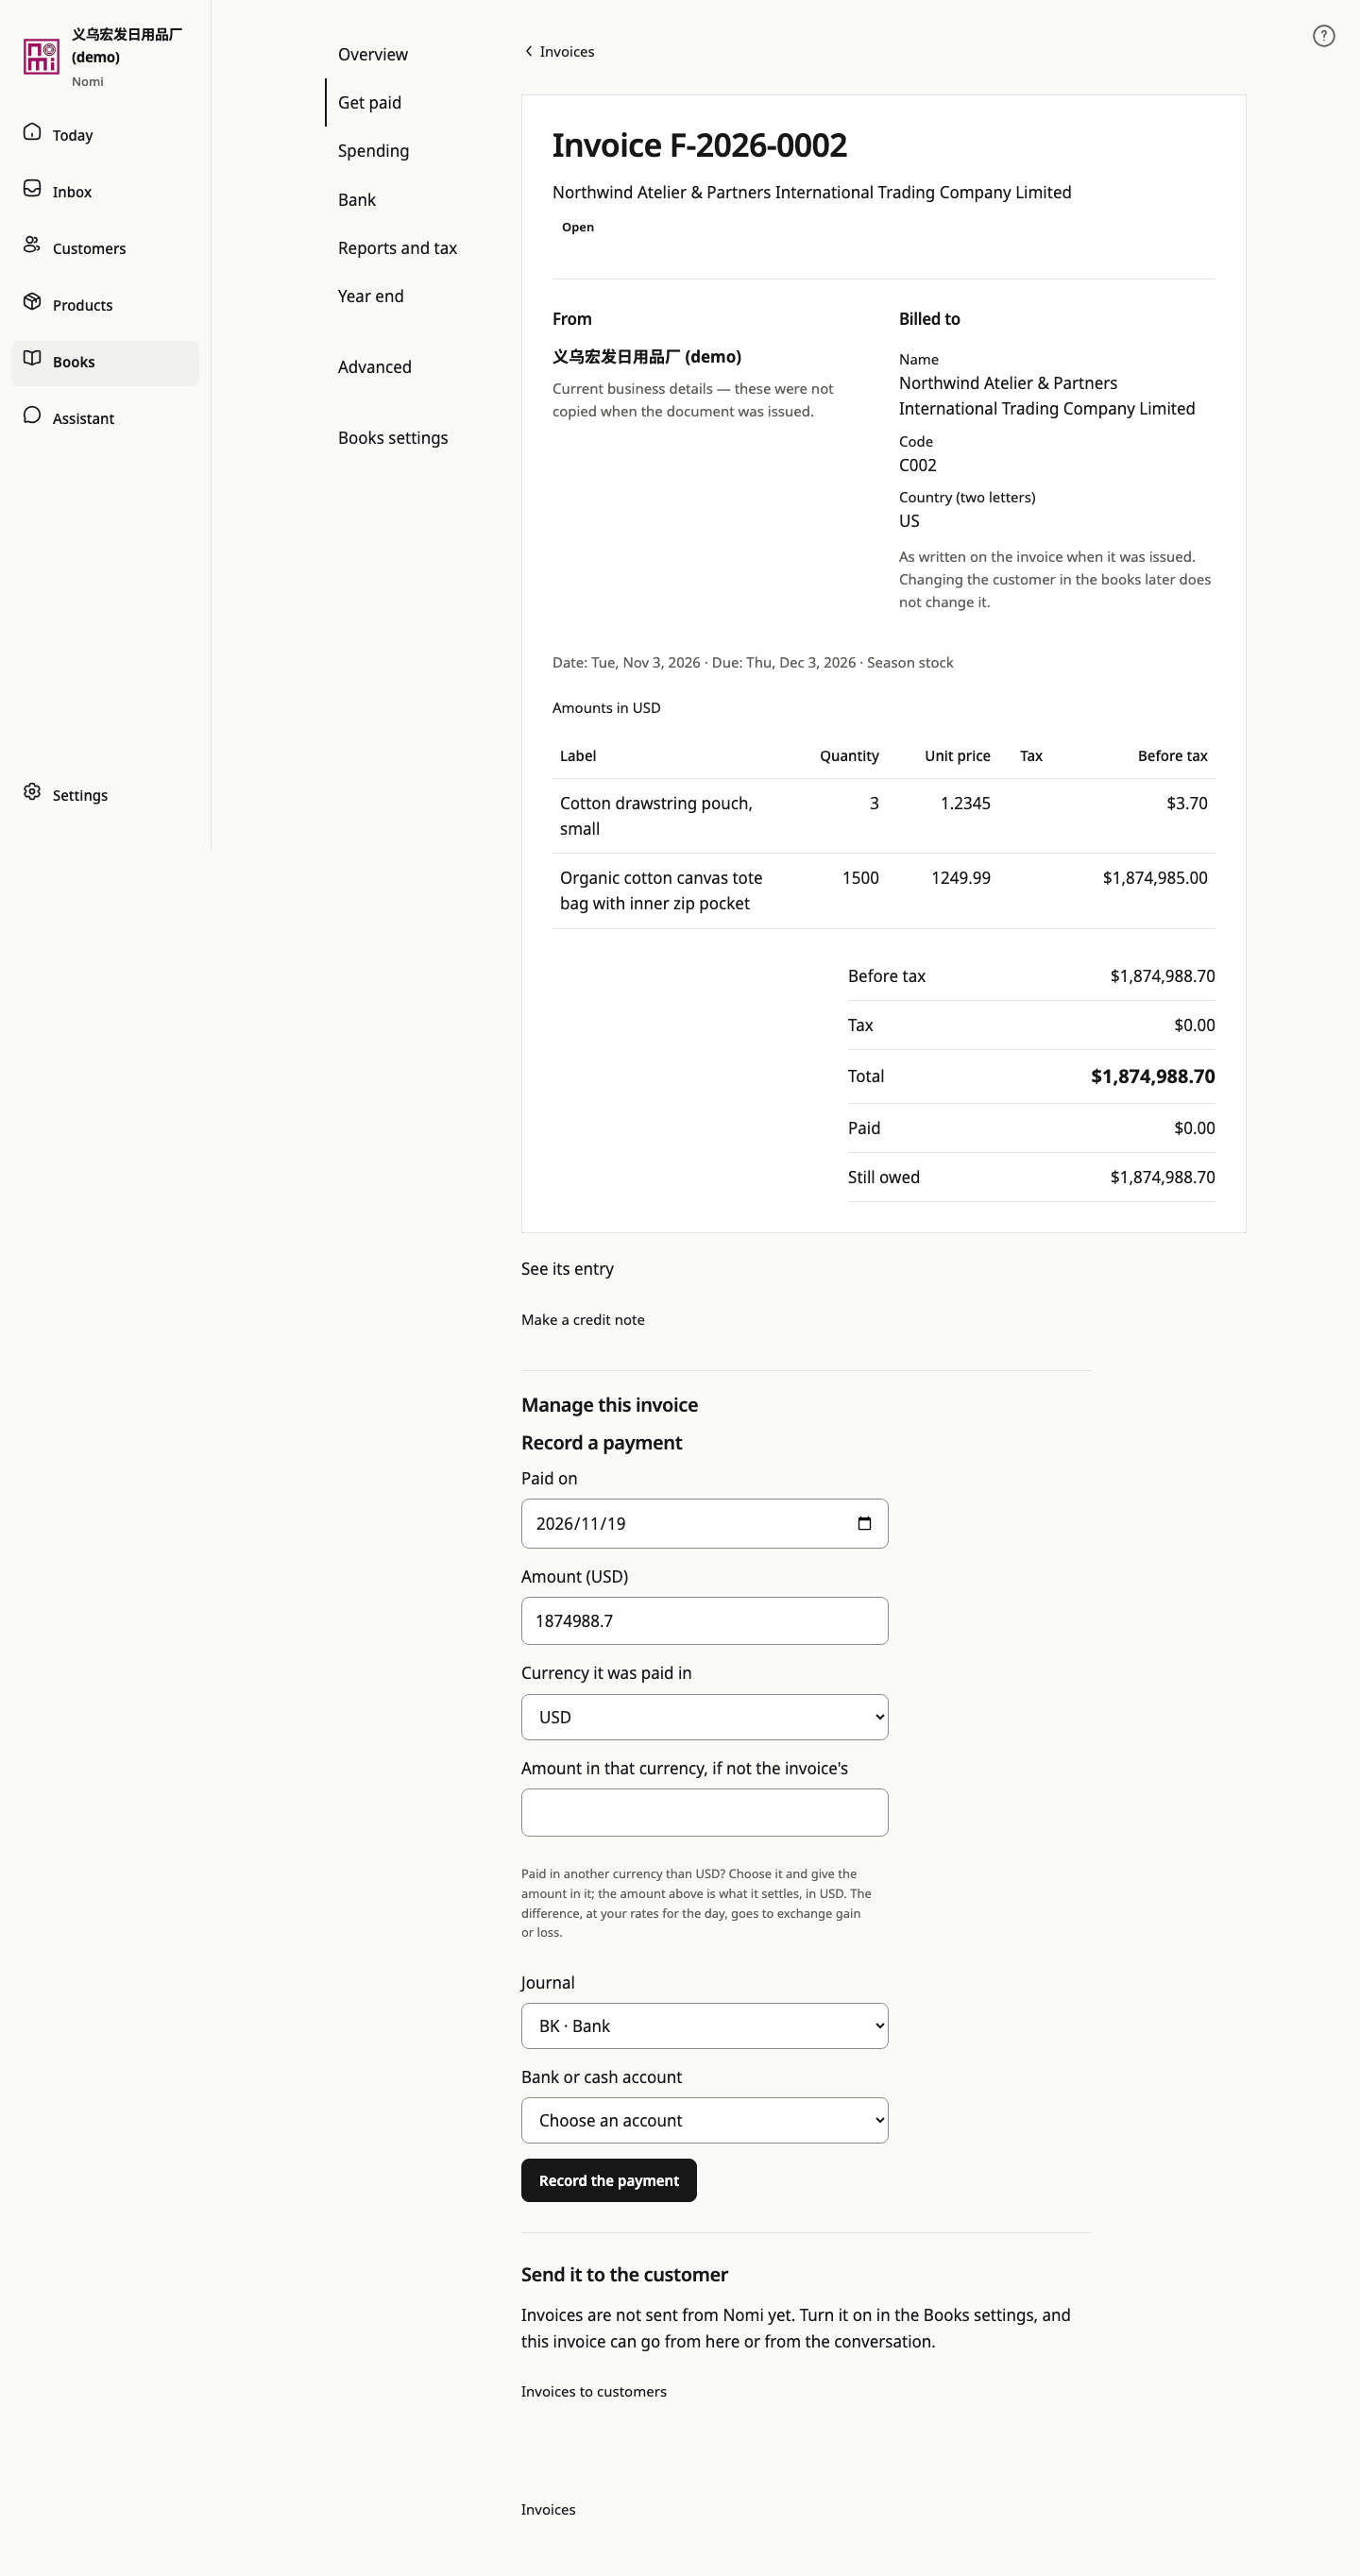 义乌宏发日用品厂
(demo)
Nomi
Today
Inbox
Customers
Products
Books
Assistant
Settings
Overview
Get paid
Spending
Bank
Reports and tax
Year end
Advanced
Books settings
Invoices
Invoice F-2026-0002
Northwind Atelier & Partners International Trading Company Limited
Open
From
义乌宏发日用品厂 (demo)
Current business details — these were not
copied when the document was issued.
Billed to
Name
Northwind Atelier & Partners
International Trading Company Limited
Code
C002
Country (two letters)
US
As written on the invoice when it was issued.
Changing the customer in the books later does
not change it.
Date: Tue, Nov 3, 2026 · Due: Thu, Dec 3, 2026 · Season stock
Amounts in USD
Label Quantity Unit price Tax Before tax
Cotton drawstring pouch, 3 1.2345 $3.70
small
Organic cotton canvas tote 1500 1249.99 $1,874,985.00
bag with inner zip pocket
Before tax $1,874,988.70
Tax $0.00
Total $1,874,988.70
Paid $0.00
Still owed $1,874,988.70
See its entry
Make a credit note
Manage this invoice
Record a payment
Paid on
2026/11/19
Amount (USD)
1874988.7
Currency it was paid in
USD
Amount in that currency, if not the invoice's
Paid in another currency than USD? Choose it and give the
amount in it; the amount above is what it settles, in USD. The
difference, at your rates for the day, goes to exchange gain
or loss.
Journal
BK · Bank
Bank or cash account
Choose an account
Record the payment
Send it to the customer
Invoices are not sent from Nomi yet. Turn it on in the Books settings, and
this invoice can go from here or from the conversation.
Invoices to customers
Invoices